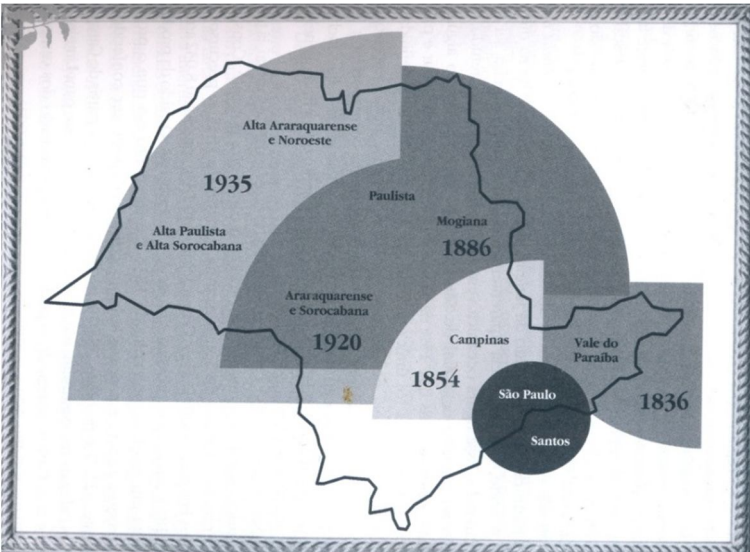 Alta Araraquarense
e Noroeste
1935
Paulista
Alta Paulista
e Alta Sorocabana
Mogiana
1886
Araraquarense
e Sorocabana
1920
Campinas
1854
Vale do
Paraíba
1836
São Paulo
Santos